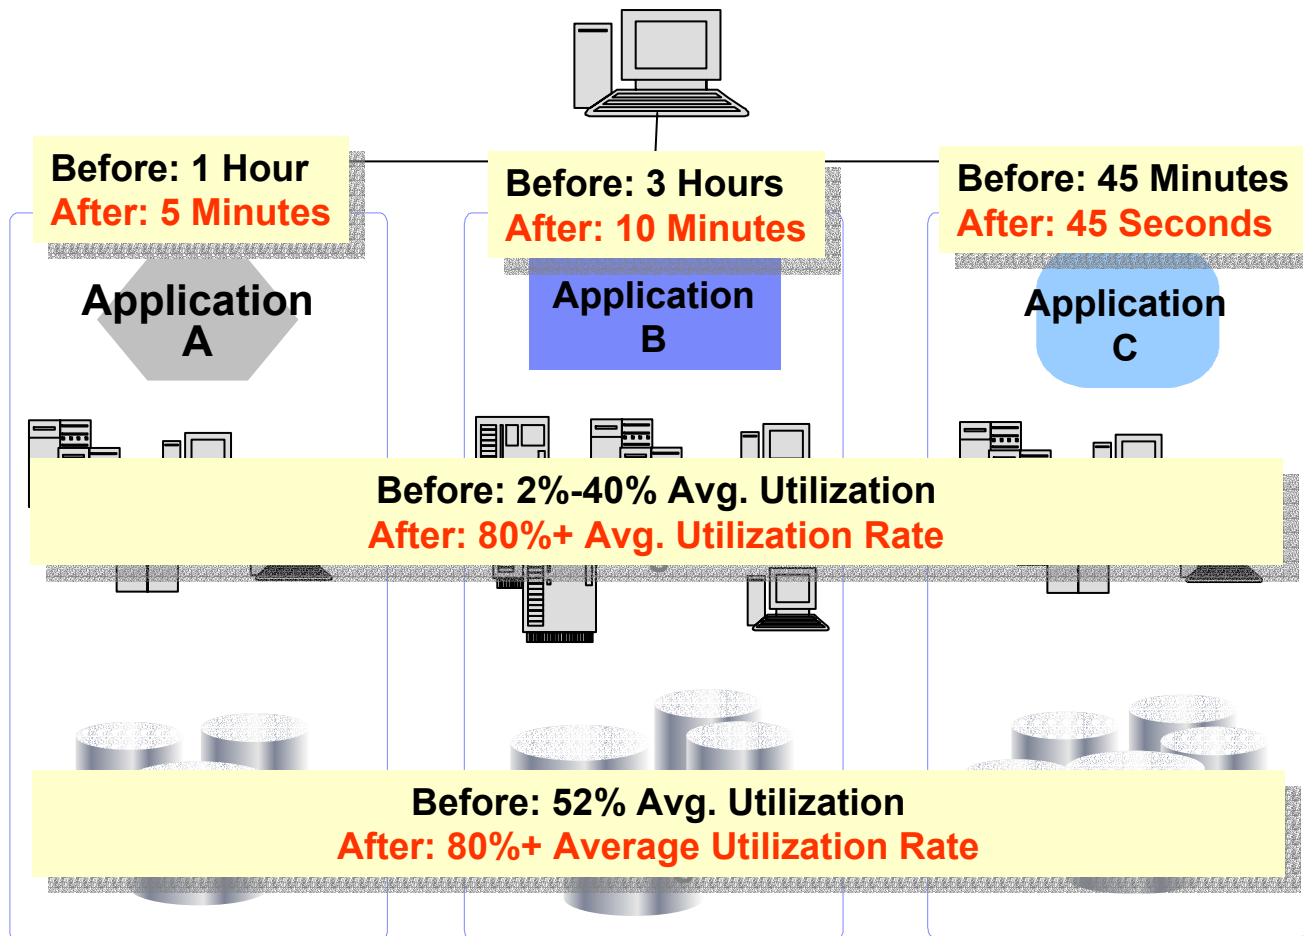 Before: 1 Hour
After: 5 Minutes
Before: 3 Hours
After: 10 Minutes
Before: 45 Minutes
After: 45 Seconds
Application
A
Application
B
Application
C
Before: 2%-40% Avg. Utilization
After: 80%+ Avg. Utilization Rate
Before: 52% Avg. Utilization
After: 80%+ Average Utilization Rate